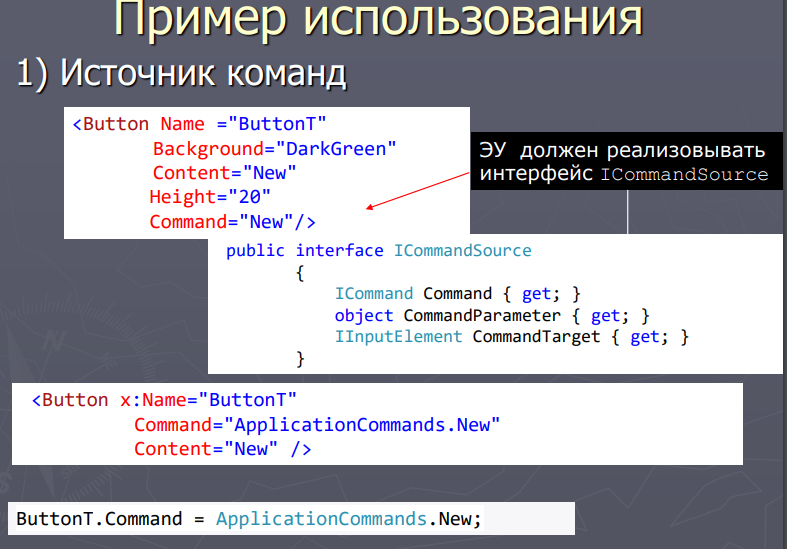 Пример использования
1) Источник команд
<Button Name ="ButtonT"
Background="DarkGreen"
Content="New"
Height="20"
Command="New"/>
ЭУ должен реализовывать
интерфейс ICommandSource
public interface ICommandSource
{
ICommand Command { get; }
object CommandParameter { get; }
IInputElement CommandTarget { get; }
}
<Button x:Name="ButtonT"
Command="ApplicationCommands.New"
Content="New" />
ButtonT.Command = ApplicationCommands.New;